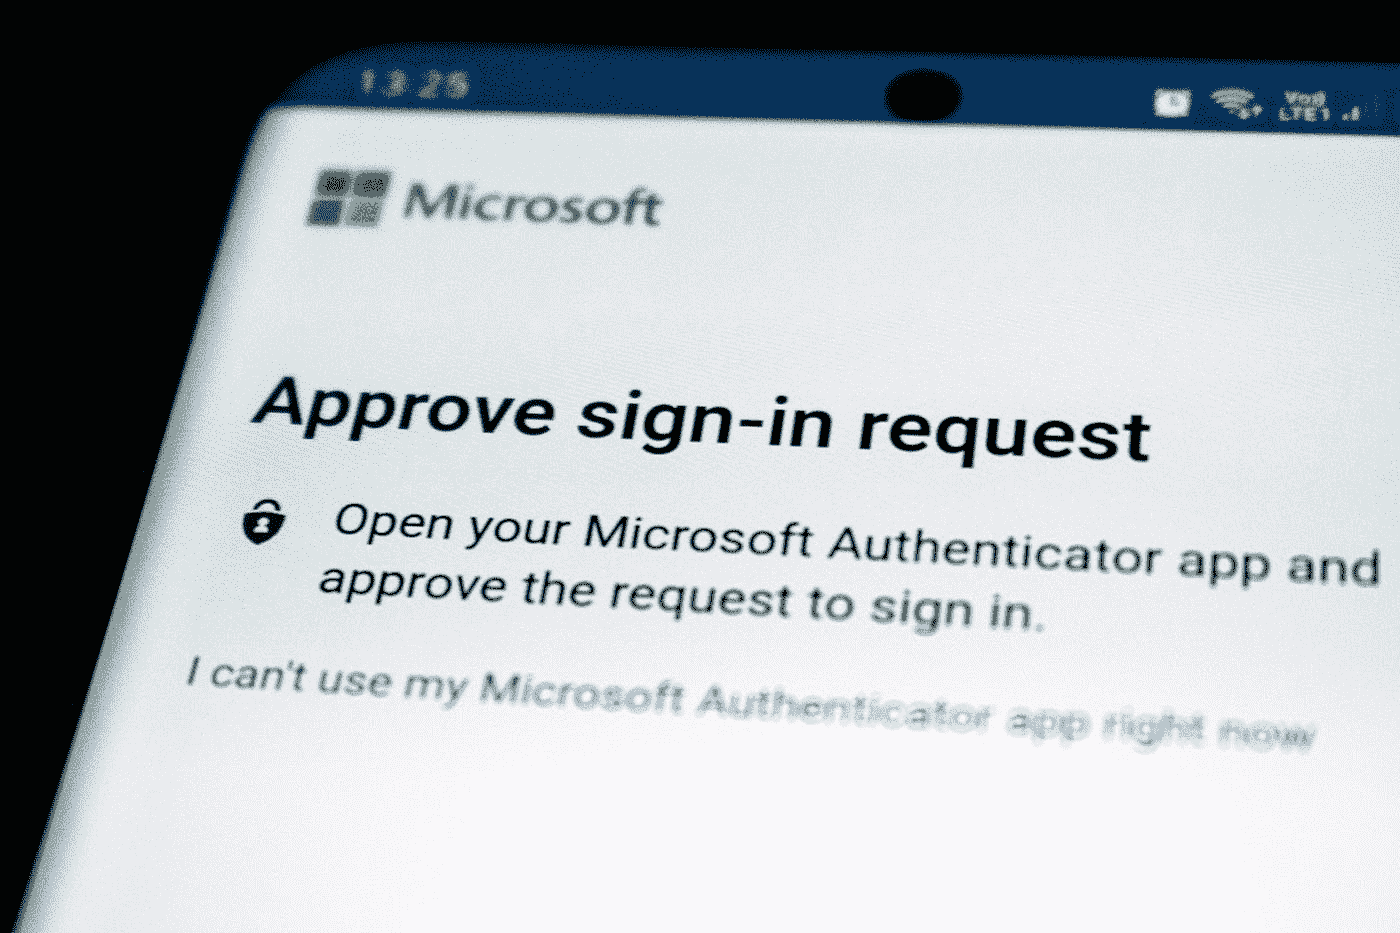 13:25
Microsoft
Approve sign-in request
Open your Microsoft Authenticator app and
approve the request to sign in.
I can't use my Microsoft Authenticator app right now